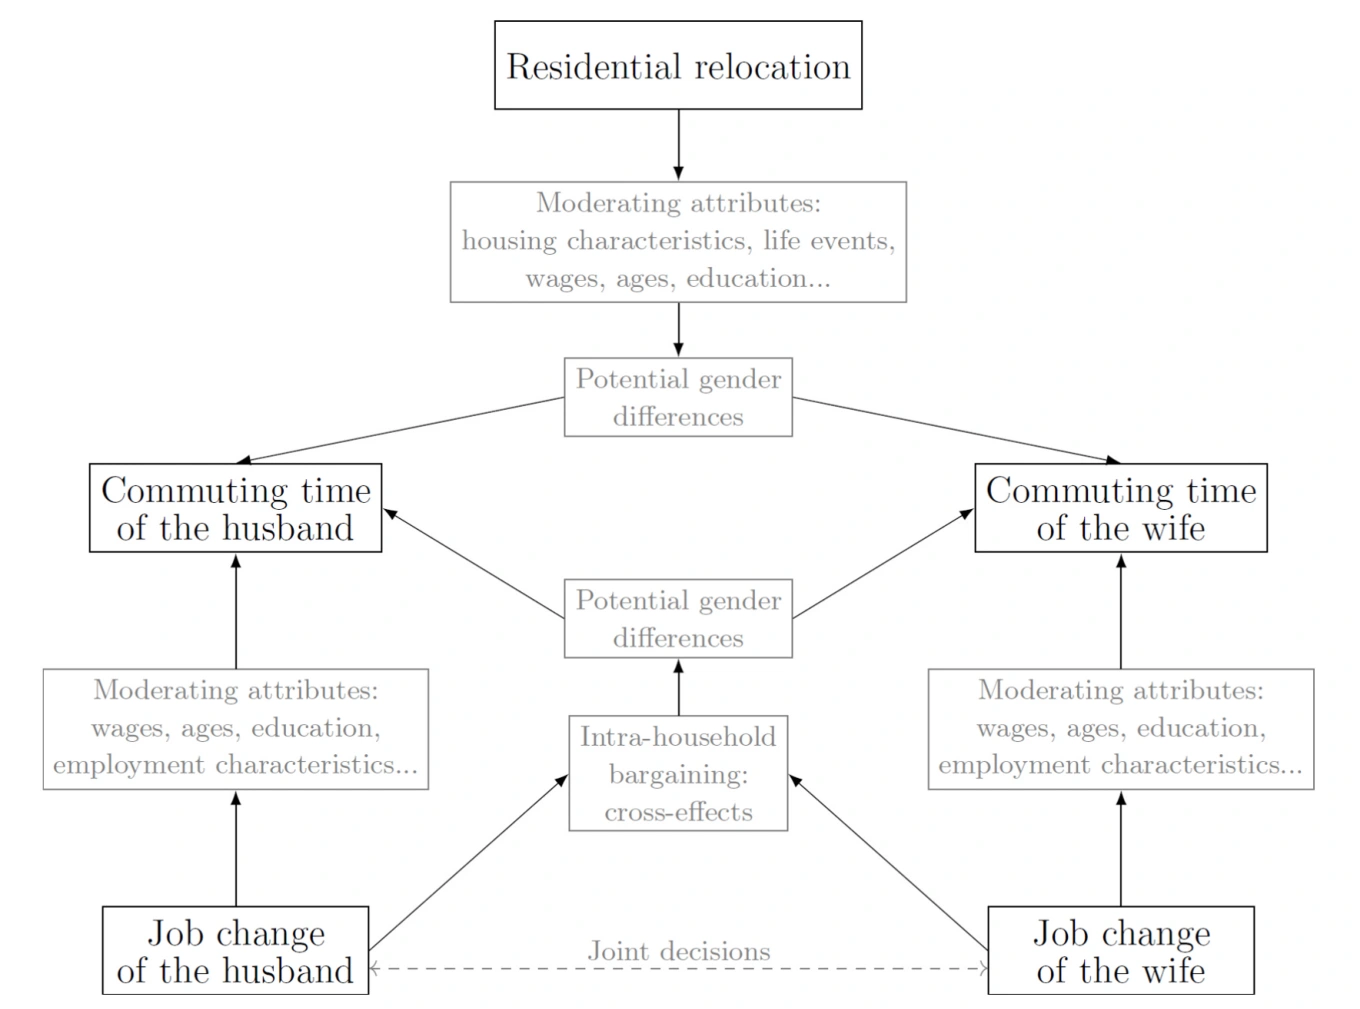 Residential relocation
Moderating attributes:
housing characteristics, life events,
wages, ages, education...
Potential gender
differences
Commuting time
of the husband
Commuting time
of the wife
Potential gender
differences
Moderating attributes:
wages, ages, education,
employment characteristics...
Intra-household
bargaining:
cross-effects
Moderating attributes:
wages, ages, education,
employment characteristics...
Job change
of the husband
Joint decisions
Job change
of the wife